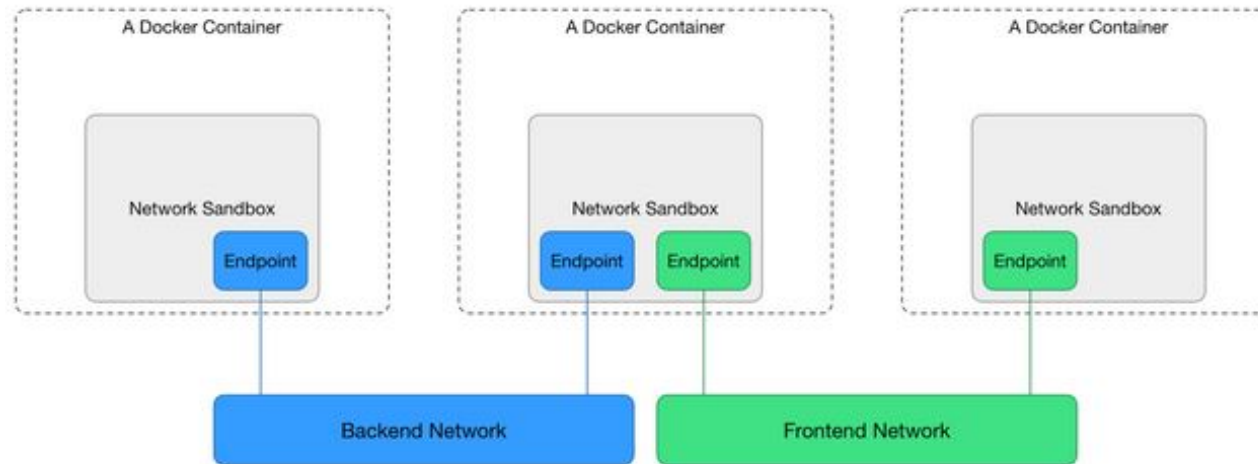 A Docker Container
A Docker Container
A Docker Container
Network Sandbox
Network Sandbox
Network Sandbox
Endpoint
Endpoint
Endpoint
Endpoint
Backend Network
Frontend Network